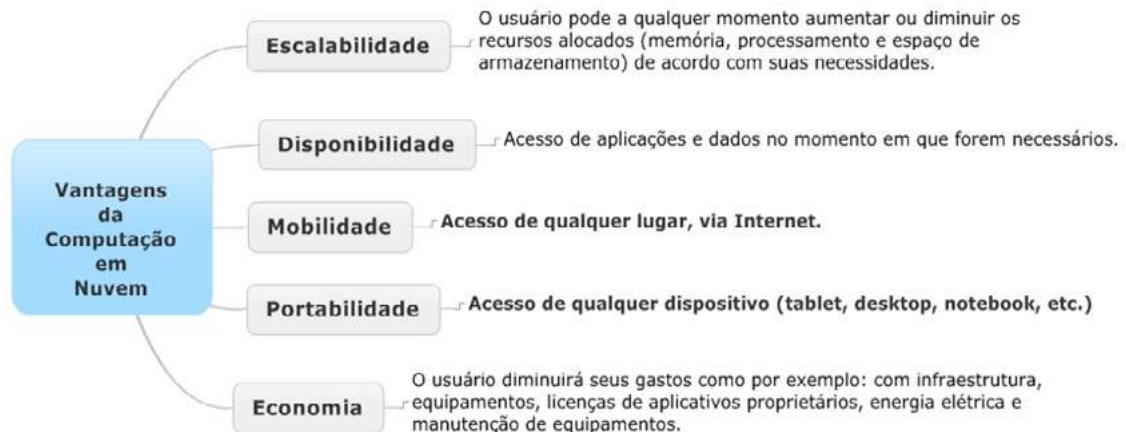 Vantagens
da
Computação
em
Nuvem
Escalabilidade
O usuário pode a qualquer momento aumentar ou diminuir os
recursos alocados (memória, processamento e espaço de
armazenamento) de acordo com suas necessidades.
Disponibilidade
Acesso de aplicações e dados no momento em que forem necessários.
Mobilidade
Acesso de qualquer lugar, via Internet.
Portabilidade
Acesso de qualquer dispositivo (tablet, desktop, notebook, etc.)
Economia
O usuário diminuirá seus gastos como por exemplo: com infraestrutura,
equipamentos, licenças de aplicativos proprietários, energia elétrica e
manutenção de equipamentos.